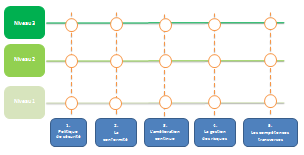 Niveau 3
Niveau 2
Niveau 1
1.
Politique
de sécurité
2.
La
conformité
3.
L'amélioration
continue
4.
La gestion
des risques
5.
Les compétences